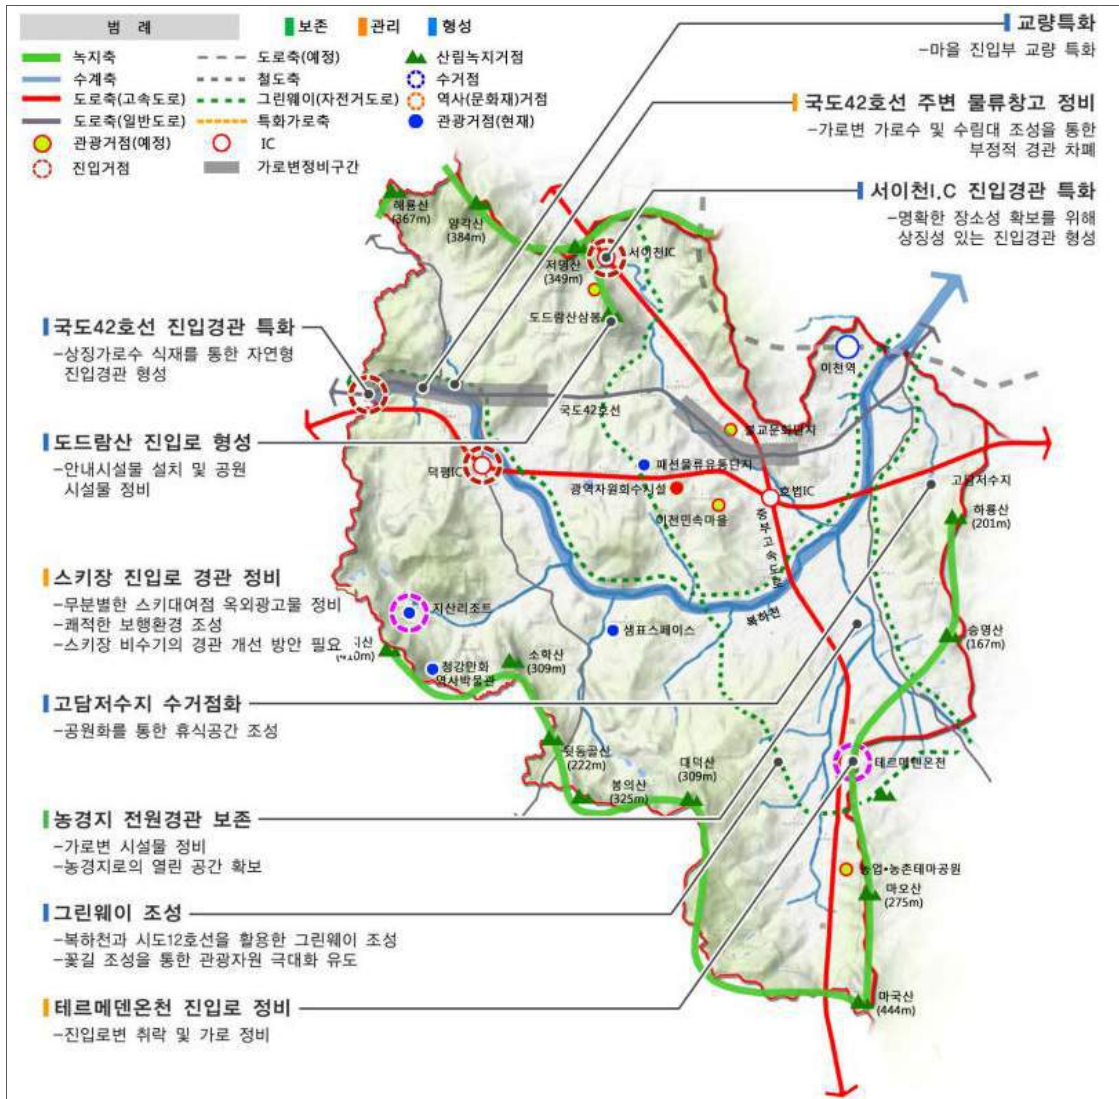 범 례
보존
관리
형성
녹지축
도로축(예정)
산림녹지거점
수계축
철도축
수거점
도로축(고속도로)
그린웨이(자전거도로)
역사(문화재)거점
도로축(일반도로)
특화가로축
관광거점(현재)
관광거점(예정)
IC
진입거점
가로변정비구간
교량특화
-마을 진입부 교량 특화
국도42호선 주변 물류창고 정비
-가로변 가로수 및 수림대 조성을 통한
부정적 경관 차폐
서이천I.C 진입경관 특화
-명확한 장소성 확보를 위해
상징성 있는 진입경관 형성
해룡산
(367m)
양각산
(384m)
저명산
(349m)
서이천IC
도드람산삼봉
국도42호선 진입경관 특화
-상징가로수 식재를 통한 자연형
진입경관 형성
이천역
국도42호선
불교문화단지
도드람산 진입로 형성
-안내시설물 설치 및 공원
시설물 정비
덕평IC
패션물류유통단지
광역자원회수시설
호법IC
이천민속마을
고담저수지
하룡산
(201m)
중부고속도로
스키장 진입로 경관 정비
-무분별한 스키대여점 옥외광고물 정비
-쾌적한 보행환경 조성
-스키장 비수기의 경관 개선 방안 필요
지산리조트
복하천
샘표스페이스
승명산
(167m)
소학산
(309m)
청강만화
역사박물관
고담저수지 수거점화
-공원화를 통한 휴식공간 조성
뒷동골산
(222m)
대덕산
(309m)
봉의산
(325m)
테르메덴온천
농경지 전원경관 보존
-가로변 시설물 정비
-농경지로의 열린 공간 확보
농업•농촌테마공원
마오산
(275m)
그린웨이 조성
-복하천과 시도12호선을 활용한 그린웨이 조성
-꽃길 조성을 통한 관광자원 극대화 유도
테르메덴온천 진입로 정비
-진입로변 취락 및 가로 정비
마국산
(444m)